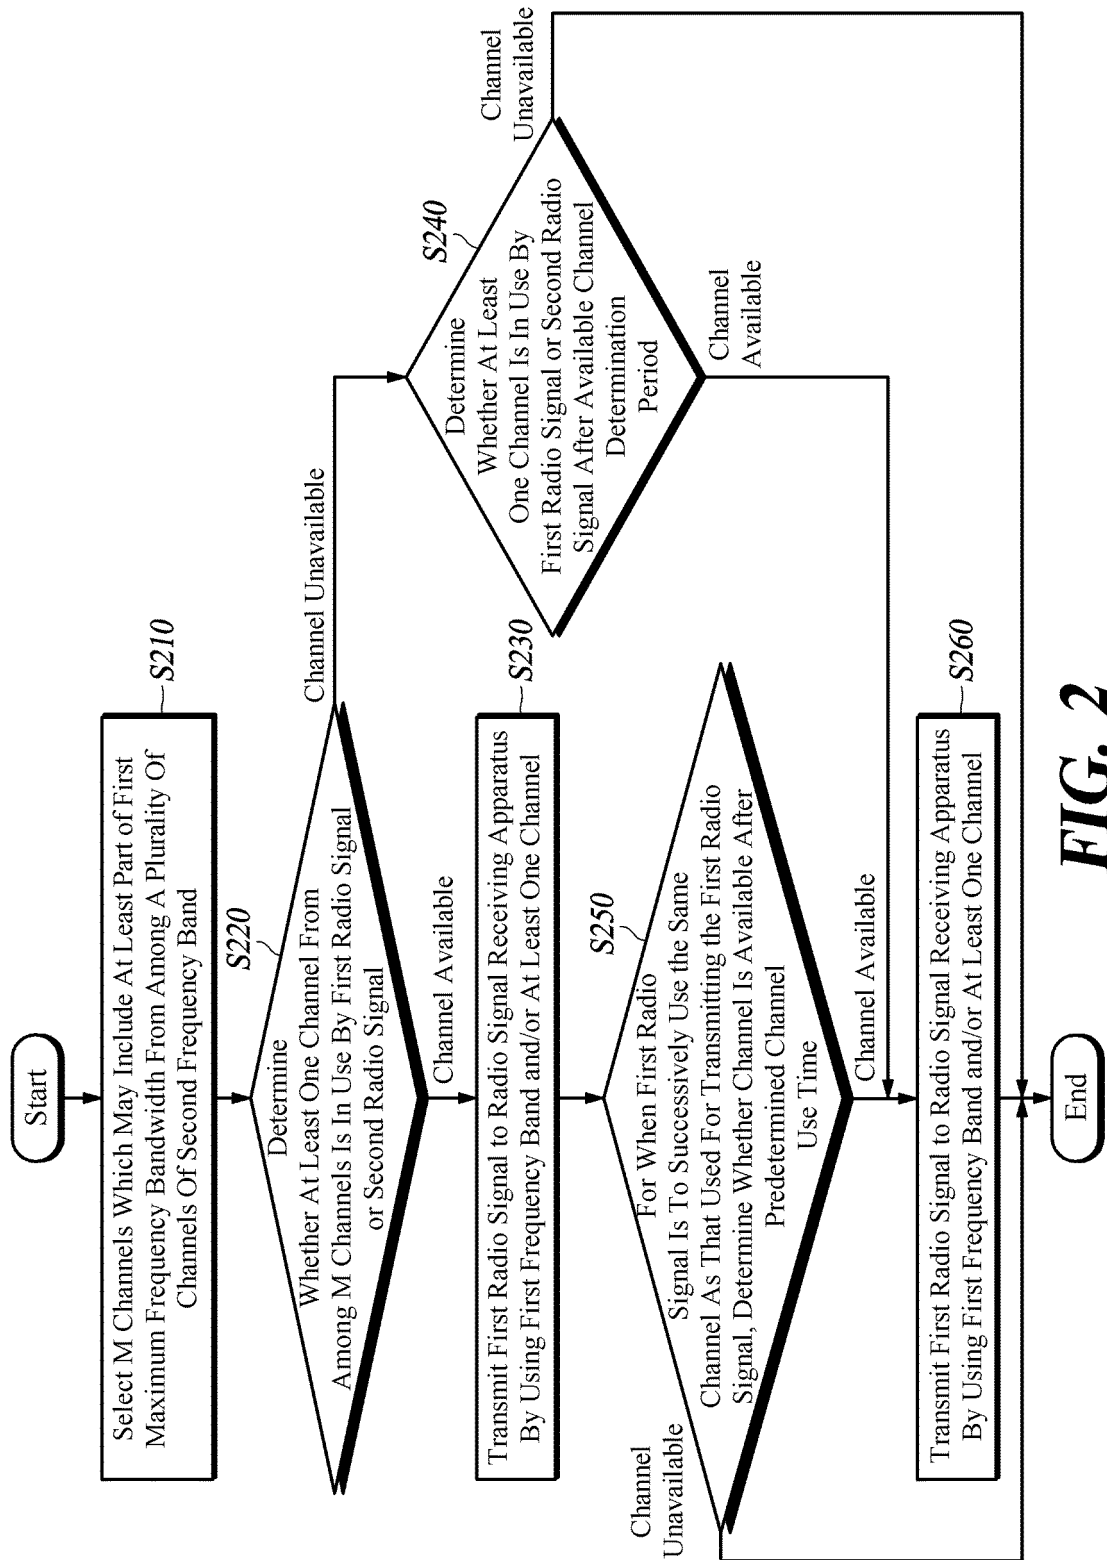 Start
Select M Channels Which May Include At Least Part of First
Maximum Frequency Bandwidth From Among A Plurality Of
Channels Of Second Frequency Band
S210
S220
Determine
Whether At Least One Channel From
Among M Channels Is In Use By First Radio Signal
or Second Radio Signal
Channel Unavailable
Channel Available
S240
Determine
Whether At Least
One Channel Is In Use By
First Radio Signal or Second Radio
Signal After Available Channel
Determination
Period
Channel
Unavailable
Channel
Available
S230
Transmit First Radio Signal to Radio Signal Receiving Apparatus
By Using First Frequency Band and/or At Least One Channel
S250
For When First Radio
Signal Is To Successively Use the Same
Channel As That Used For Transmitting the First Radio
Signal, Determine Whether Channel Is Available After
Predetermined Channel
Use Time
Channel
Unavailable
Channel Available
S260
Transmit First Radio Signal to Radio Signal Receiving Apparatus
By Using First Frequency Band and/or At Least One Channel
End
FIG. 2